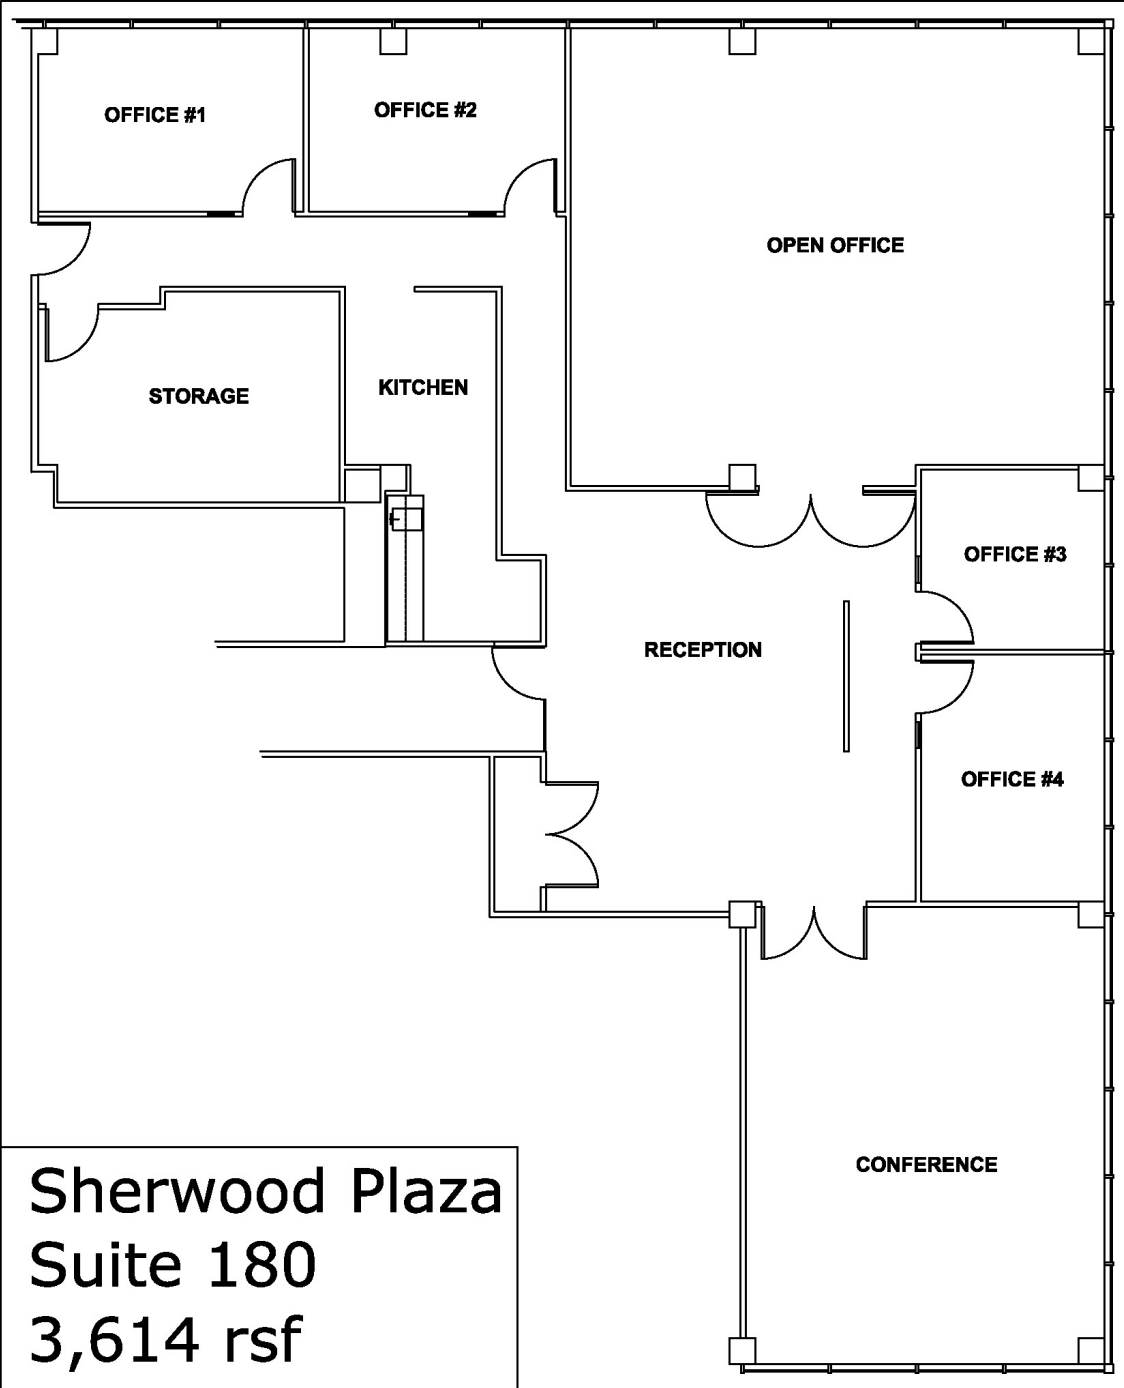 OFFICE #1
OFFICE #2
OPEN OFFICE
STORAGE
KITCHEN
OFFICE #3
RECEPTION
OFFICE #4
CONFERENCE
Sherwood Plaza
Suite 180
3,614 rsf